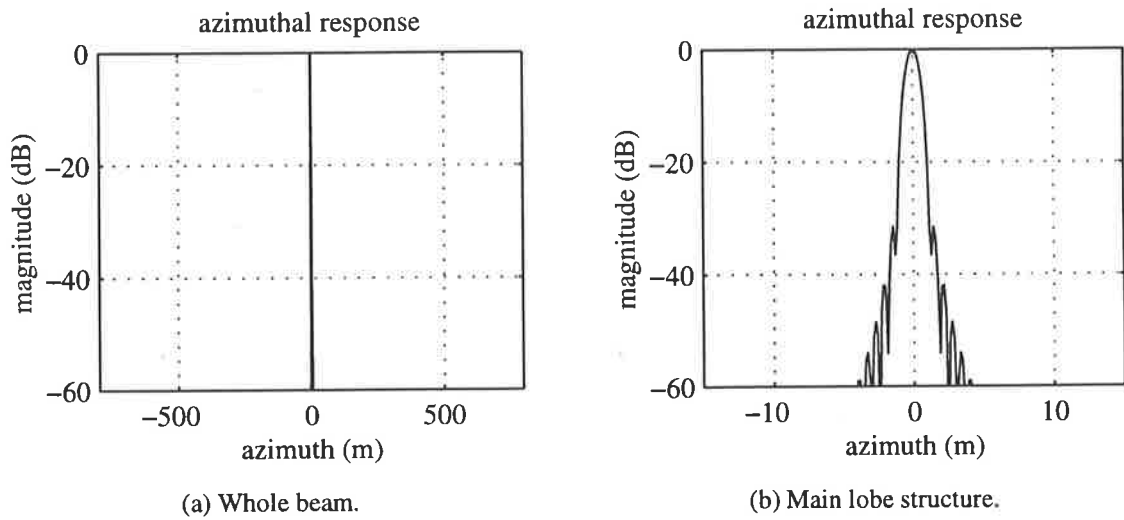 azimuthal response
0
−20
−40
−60
magnitude (dB)
−500
0
500
azimuth (m)
(a) Whole beam.
azimuthal response
0
−20
−40
−60
magnitude (dB)
−10
0
10
azimuth (m)
(b) Main lobe structure.